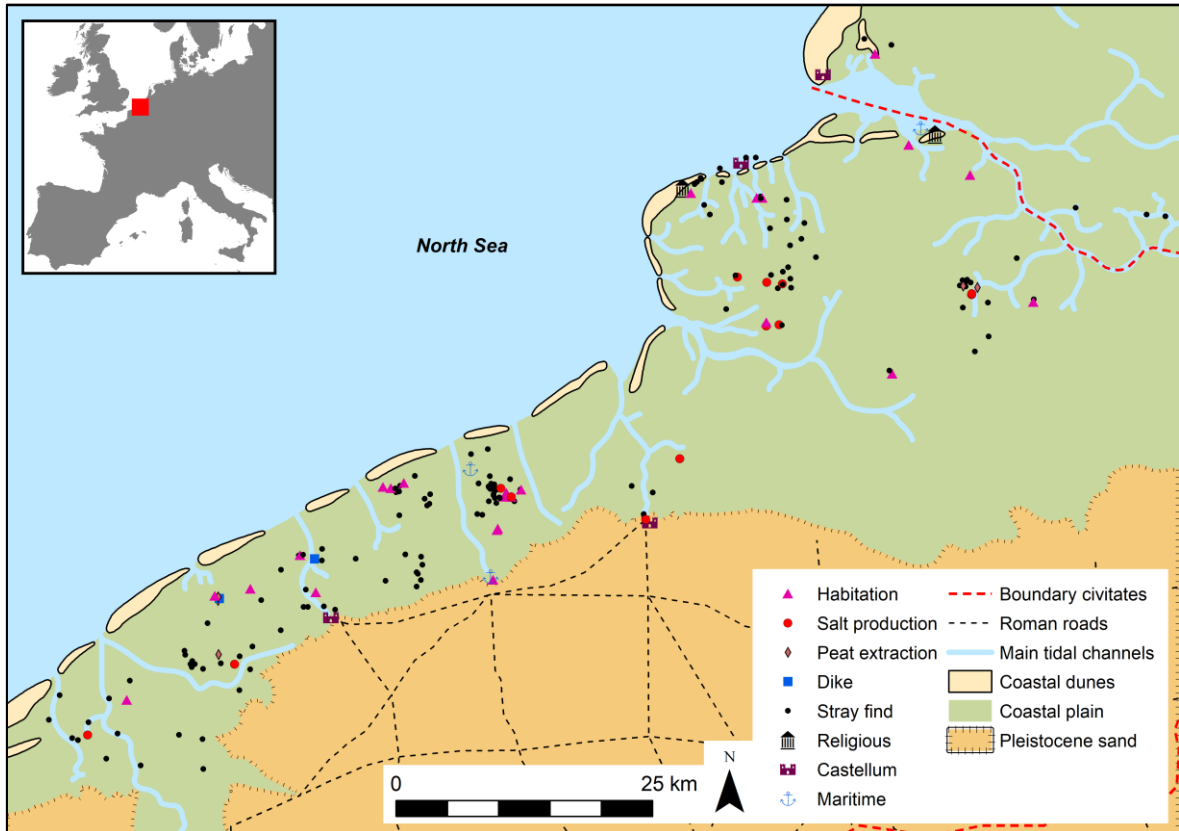 North Sea
Habitation
Salt production
Peat extraction
Dike
Stray find
Religious
Castellum
Maritime
Boundary civitates
Roman roads
Main tidal channels
Coastal dunes
Coastal plain
Pleistocene sand
N
0 25 km